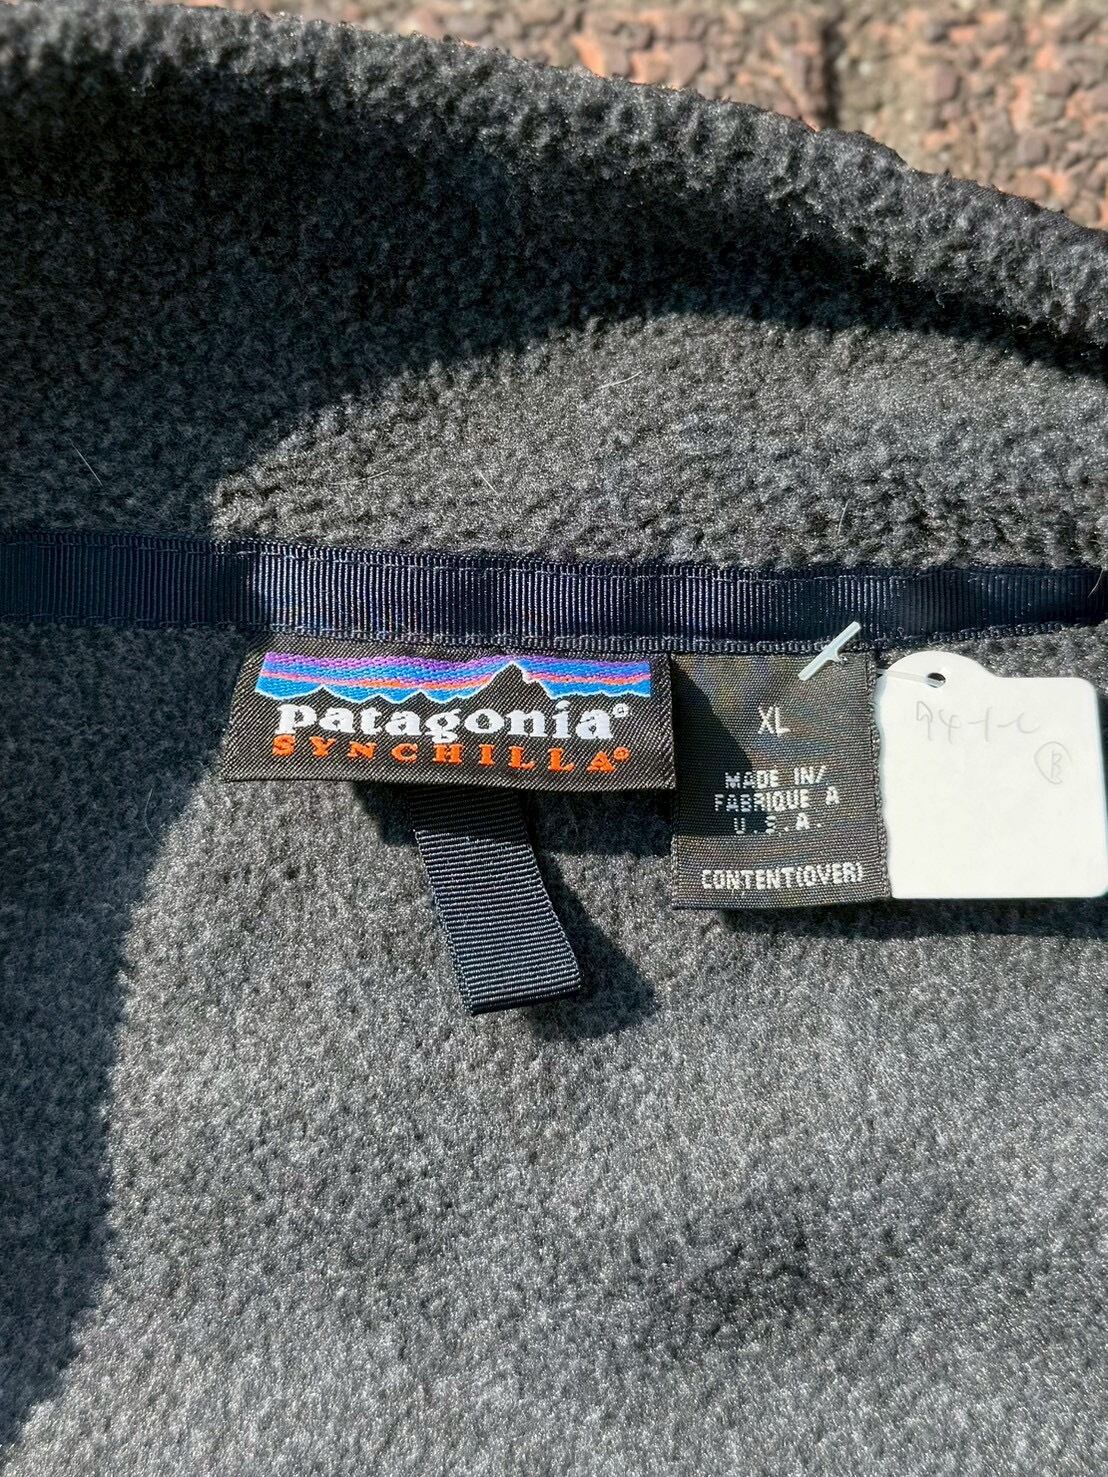 patagonia®
SYNCHILLA®
XL
MADE IN/
FABRIQUE A
U.S.A.
CONTENT(OVER)
B